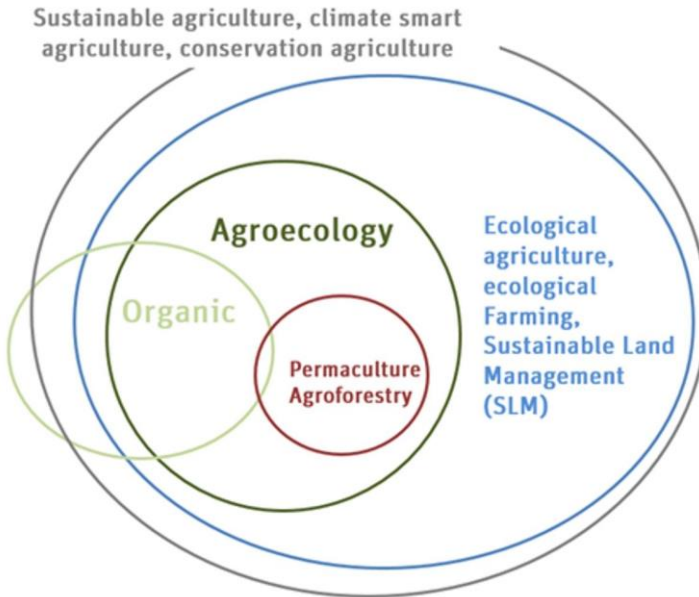 Sustainable agriculture, climate smart
agriculture, conservation agriculture
Agroecology
Organic
Permaculture
Agroforestry
Ecological
agriculture,
ecological
Farming,
Sustainable Land
Management
(SLM)